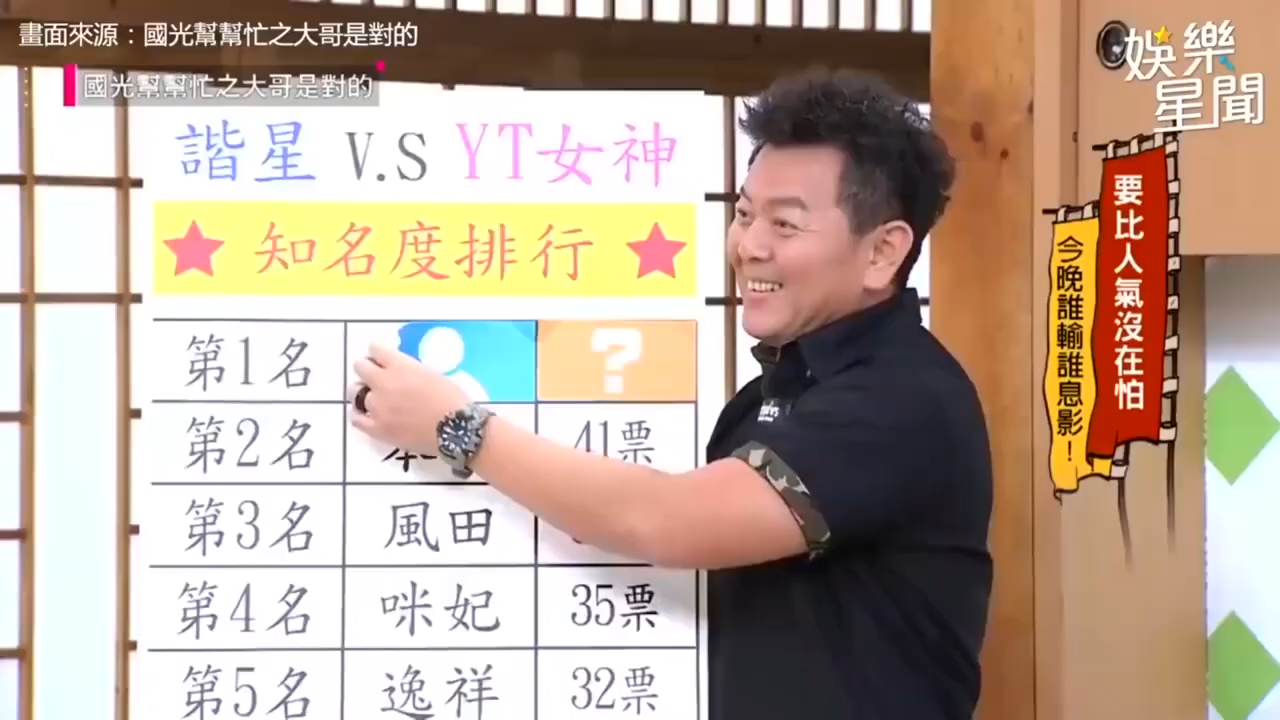 畫面來源：國光幫幫忙之大哥是對的
國光幫幫忙之大哥是對的
娛樂
星聞
諧星 V.S YT女神
★ 知名度排行 ★
第1名 ?
第2名 41票
第3名 風田
第4名 咪妃 35票
第5名 逸祥 32票
要比人氣沒在怕
今晚誰輸誰息影！